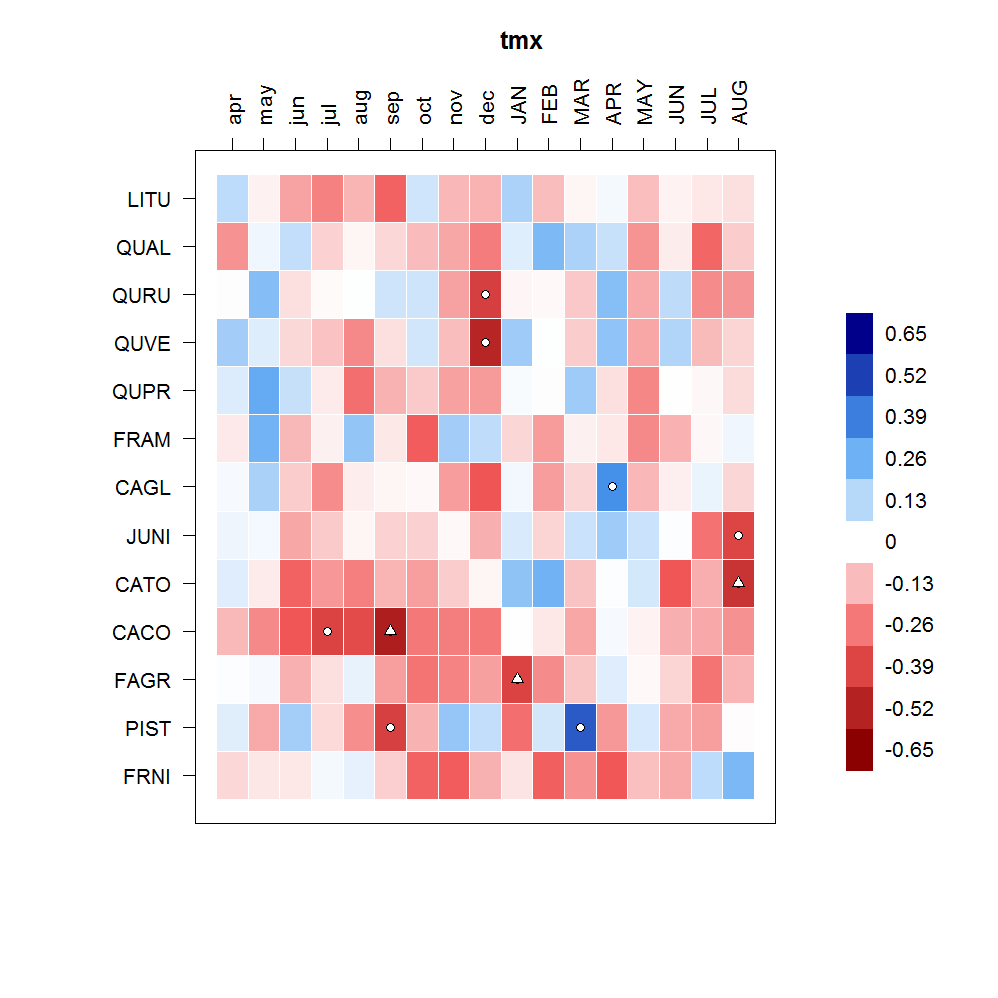 tmx
apr may jun jul aug sep oct nov dec JAN FEB MAR APR MAY JUN JUL AUG
LITU
QUAL
QURU
QUVE
QUPR
FRAM
CAGL
JUNI
CATO
CACO
FAGR
PIST
FRNI
0.65
0.52
0.39
0.26
0.13
0
-0.13
-0.26
-0.39
-0.52
-0.65